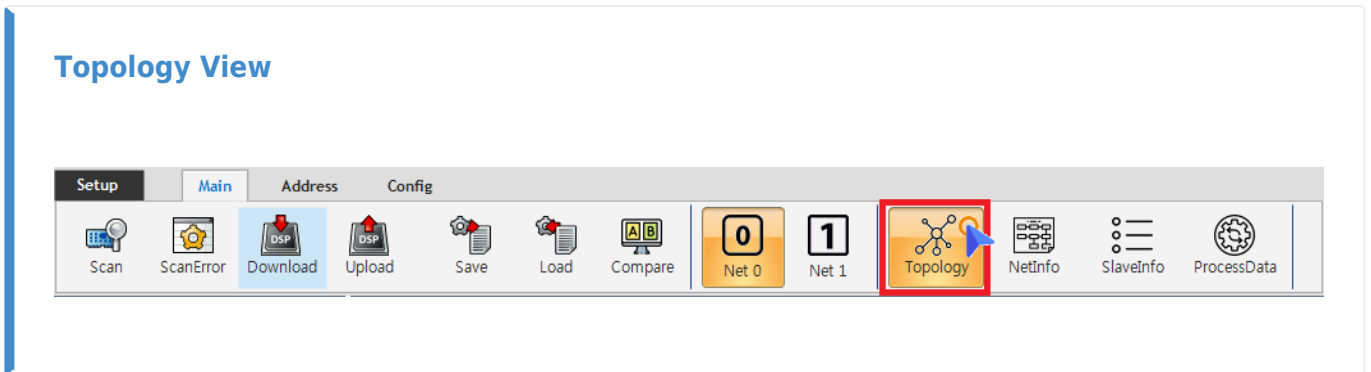 Topology View
Setup Main Address Config
DSP DSP A B 0 1
Scan ScanError Download Upload Save Load Compare Net 0 Net 1 Topology NetInfo SlaveInfo ProcessData